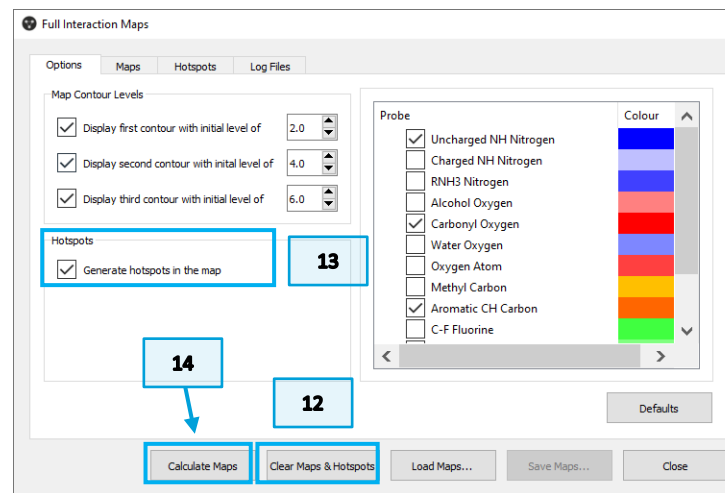 Full Interaction Maps
Options Maps Hotspots Log Files
Map Contour Levels
Display first contour with initial level of 2.0
Display second contour with inital level of 4.0
Display third contour with initial level of 6.0
Hotspots
Generate hotspots in the map
13
Probe Colour
Uncharged NH Nitrogen
Charged NH Nitrogen
RNH3 Nitrogen
Alcohol Oxygen
Carbonyl Oxygen
Water Oxygen
Oxygen Atom
Methyl Carbon
Aromatic CH Carbon
C-F Fluorine
14
12
Defaults
Calculate Maps Clear Maps & Hotspots Load Maps... Save Maps... Close